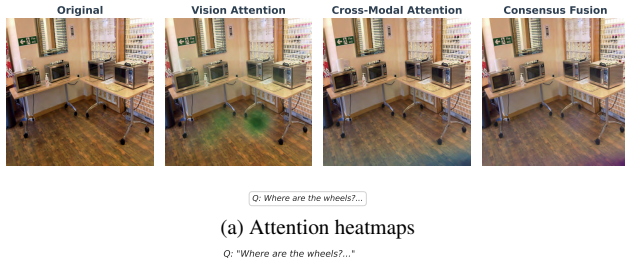 Original Vision Attention Cross-Modal Attention Consensus Fusion
Q: Where are the wheels?...
(a) Attention heatmaps
Q: "Where are the wheels?..."